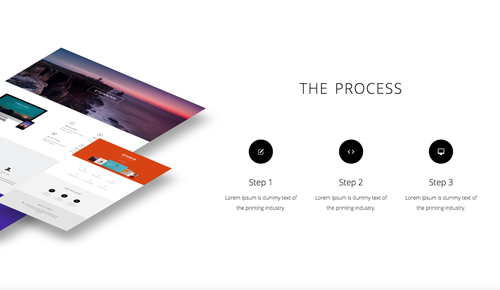 THE PROCESS
Step 1
Step 2
Step 3
Lorem Ipsum is dummy text of
the printing industry.
Lorem Ipsum is dummy text of
the printing industry.
Lorem Ipsum is dummy text of
the printing industry.